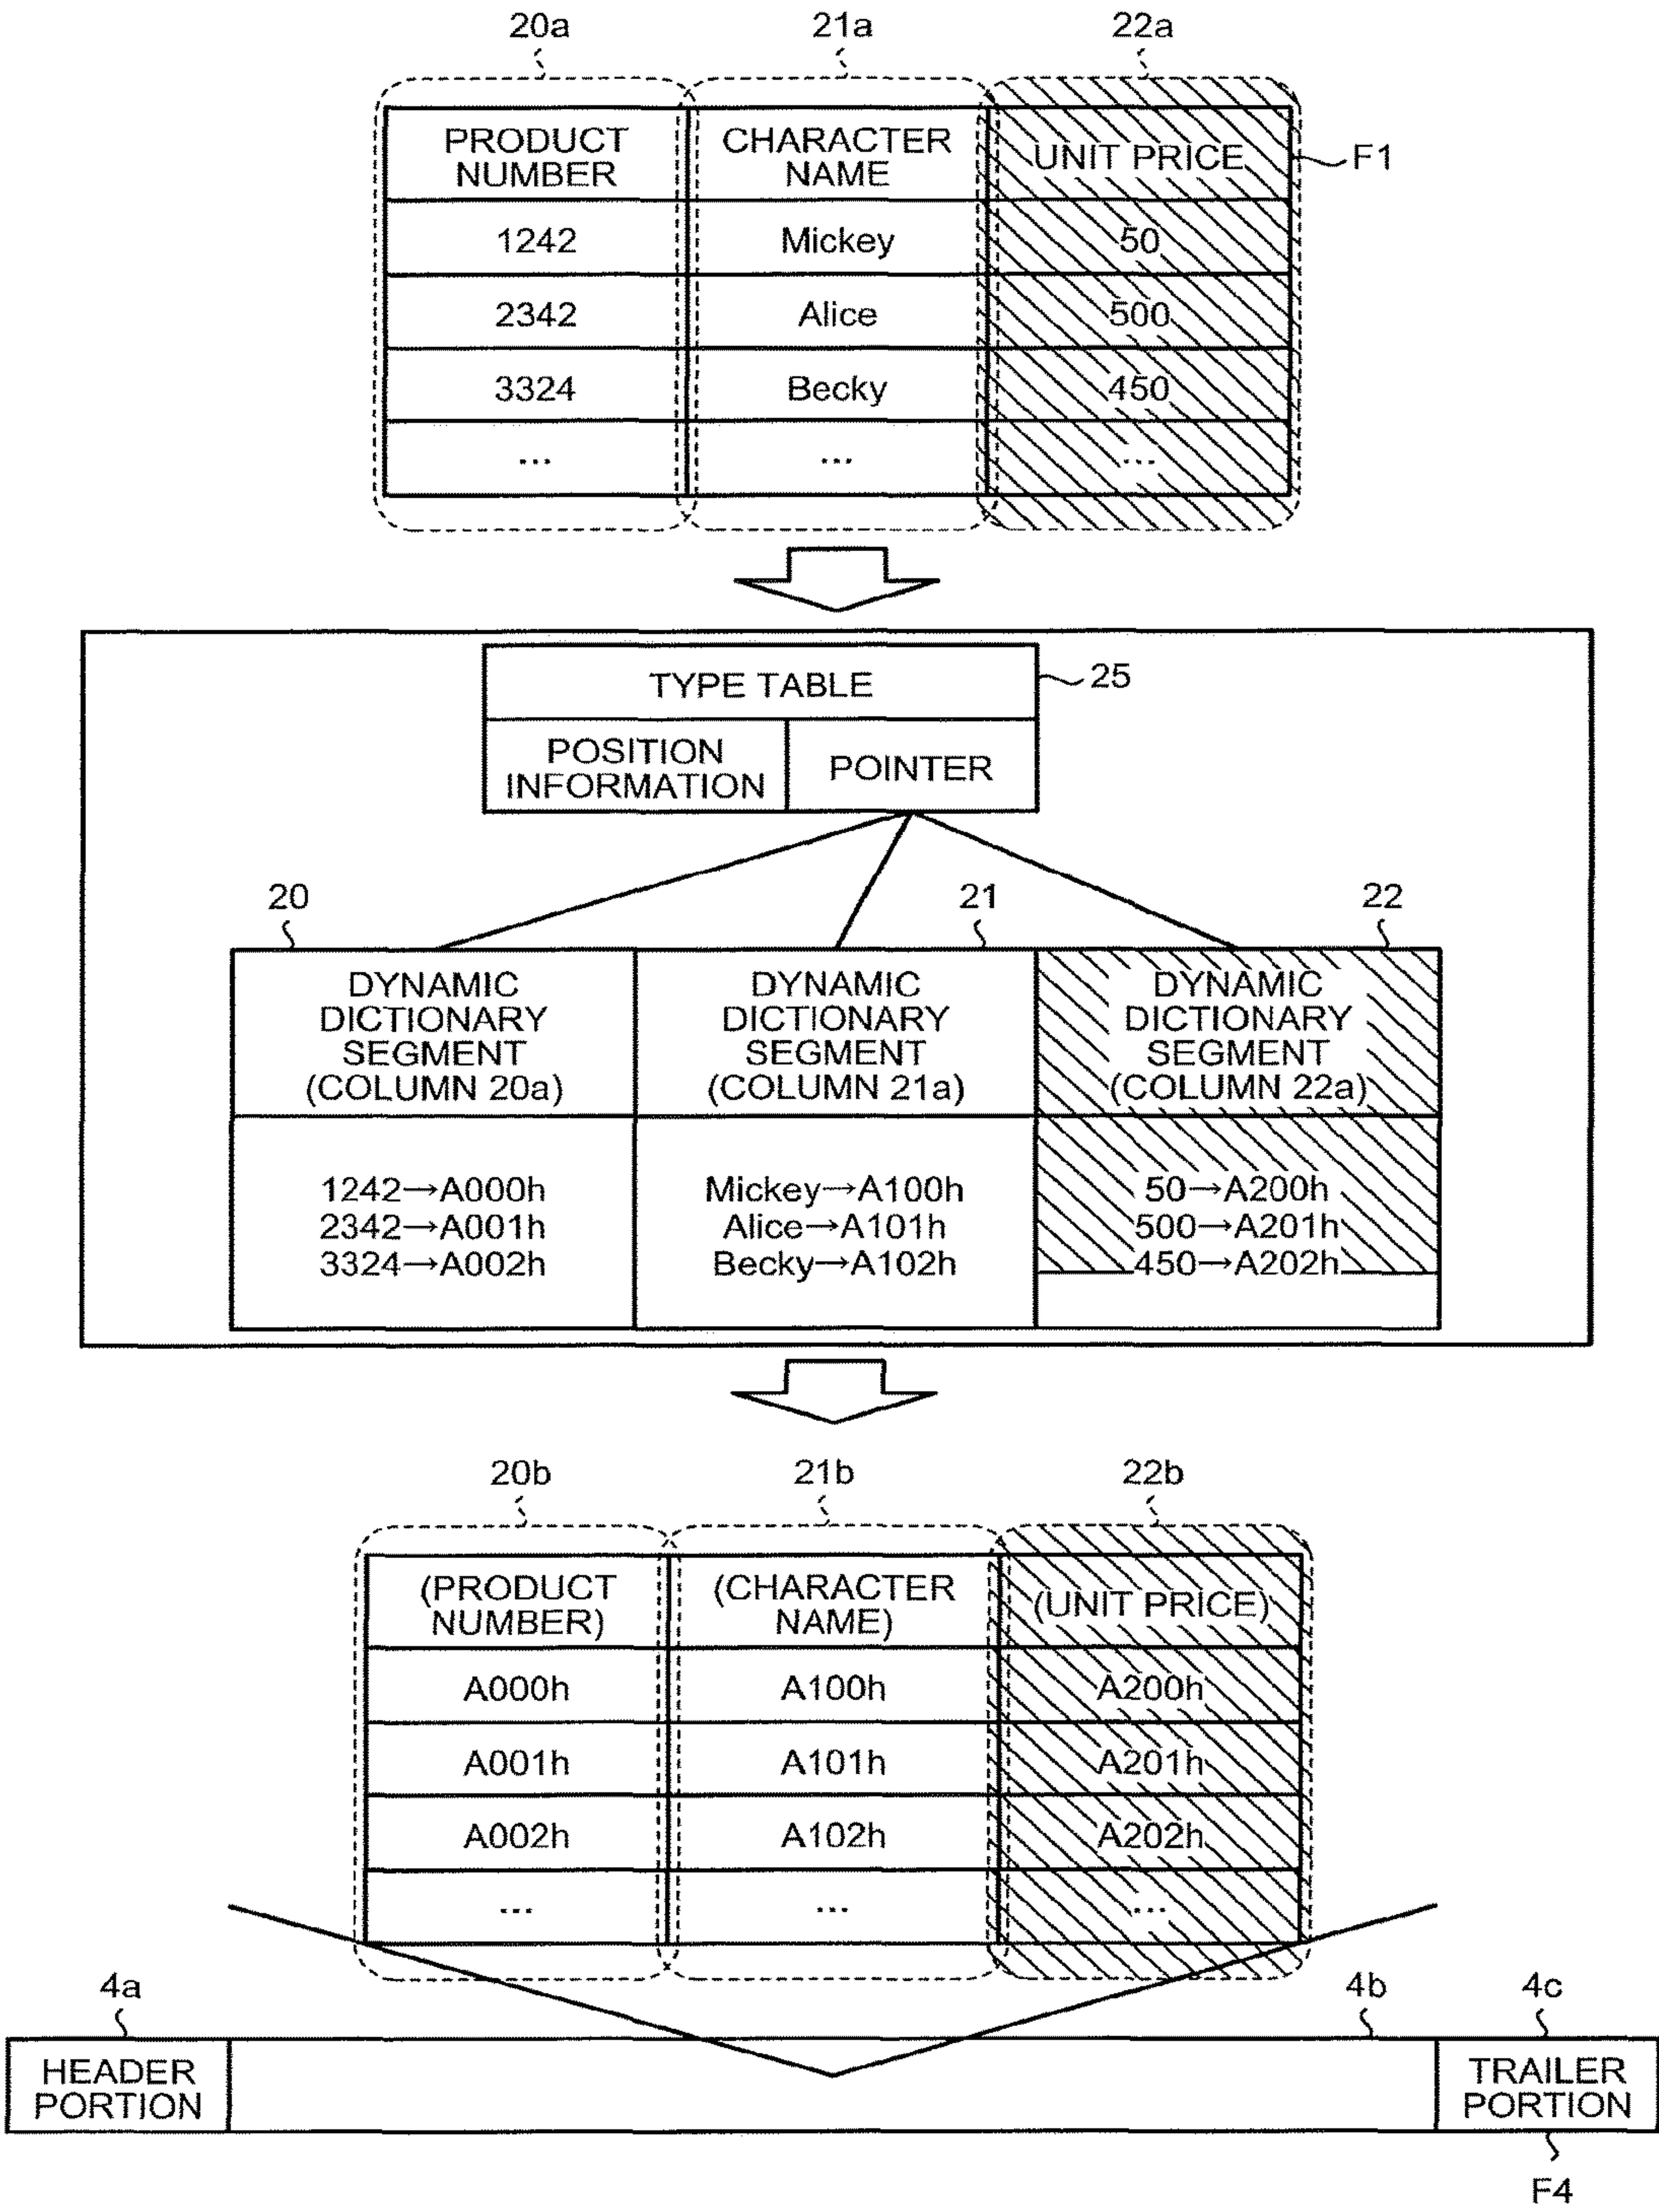 20a 21a 22a
PRODUCT NUMBER CHARACTER NAME UNIT PRICE F1
1242 Mickey 50
2342 Alice 500
3324 Becky 450
... ... ...
TYPE TABLE 25
POSITION INFORMATION POINTER
20 21 22
DYNAMIC DYNAMIC DYNAMIC
DICTIONARY DICTIONARY DICTIONARY
SEGMENT SEGMENT SEGMENT
(COLUMN 20a) (COLUMN 21a) (COLUMN 22a)
1242→A000h Mickey→A100h 50→A200h
2342→A001h Alice→A101h 500→A201h
3324→A002h Becky→A102h 450→A202h
20b 21b 22b
(PRODUCT NUMBER) (CHARACTER NAME) (UNIT PRICE)
A000h A100h A200h
A001h A101h A201h
A002h A102h A202h
... ... ...
4a 4b 4c
HEADER PORTION TRAILER PORTION
F4